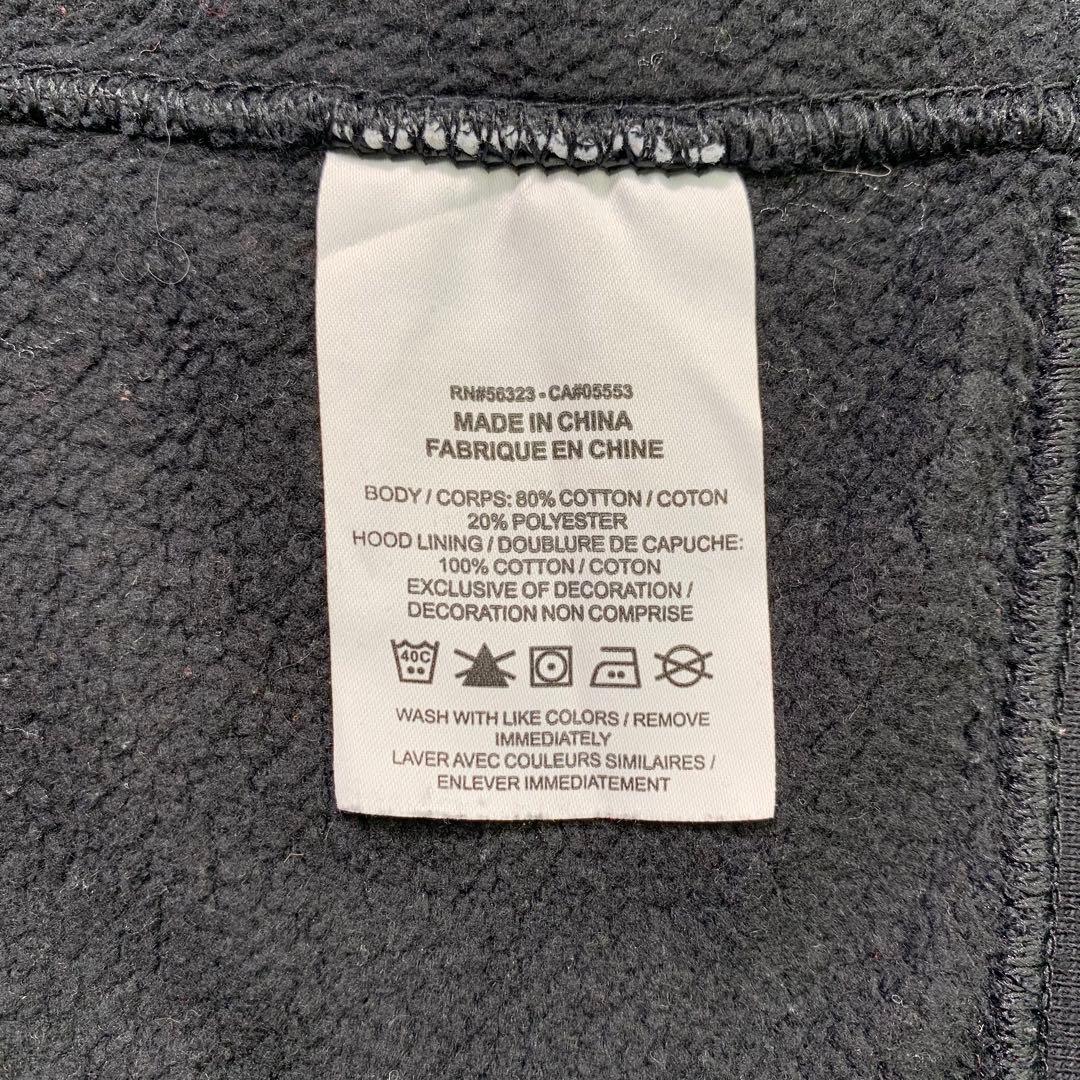 RN#56323 - CA#05553
MADE IN CHINA
FABRIQUE EN CHINE
BODY / CORPS: 80% COTTON / COTON
20% POLYESTER
HOOD LINING / DOUBLURE DE CAPUCHE:
100% COTTON / COTON
EXCLUSIVE OF DECORATION /
DECORATION NON COMPRISE
40C
WASH WITH LIKE COLORS / REMOVE
IMMEDIATELY
LAVER AVEC COULEURS SIMILAIRES /
ENLEVER IMMEDIATEMENT